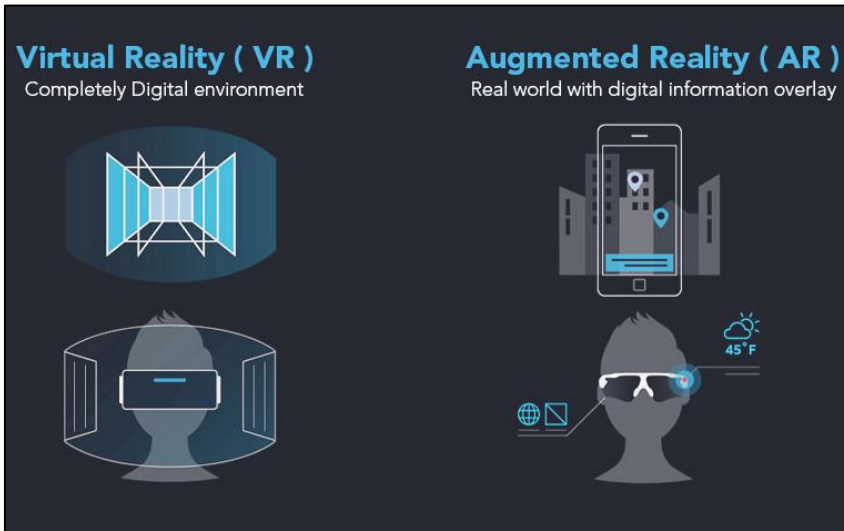 Virtual Reality ( VR )
Completely Digital environment
Augmented Reality ( AR )
Real world with digital information overlay
45°F